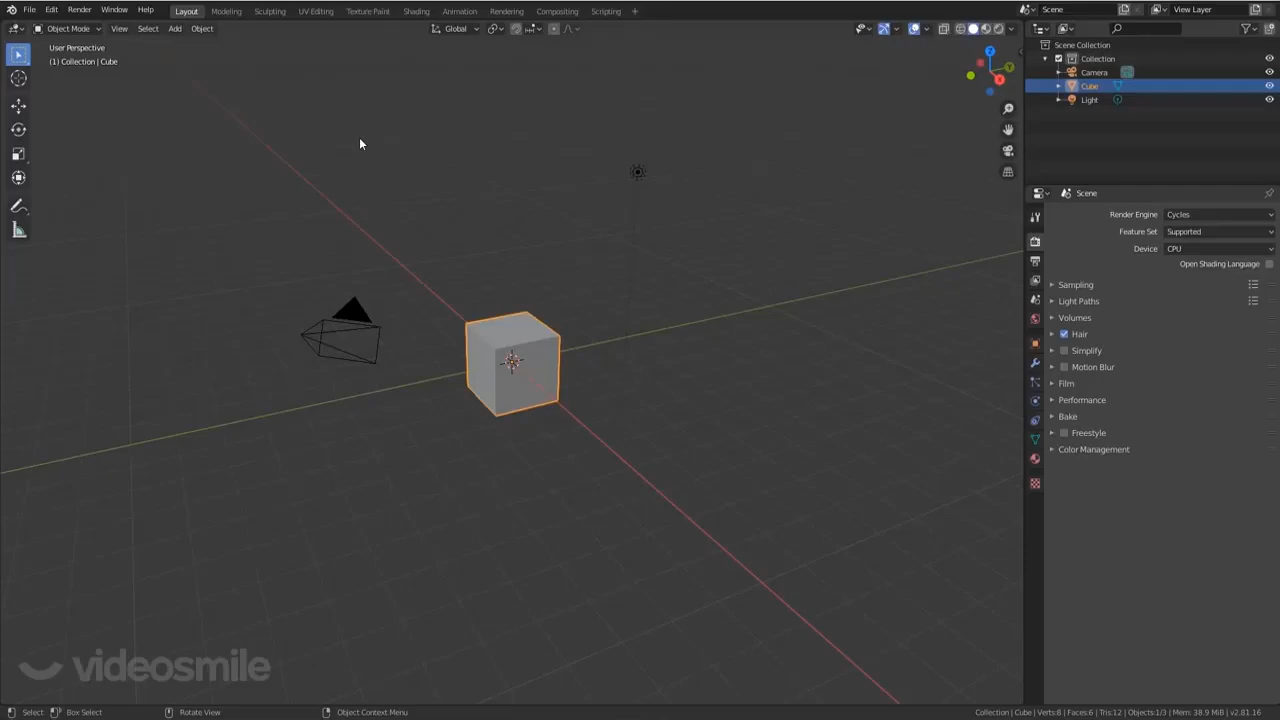 File Edit Render Window Help Layout Modeling Sculpting UV Editing Texture Paint Shading Animation Rendering Compositing Scripting + Scene View Layer
Object Mode View Select Add Object Global
User Perspective
(1) Collection | Cube
Scene Collection
Collection
Camera
Cube
Light
Z
Y
X
Scene
Render Engine Cycles
Feature Set Supported
Device CPU
Open Shading Language
Sampling
Light Paths
Volumes
Hair
Simplify
Motion Blur
Film
Performance
Bake
Freestyle
Color Management
videosmile
Select Box Select Rotate View Object Context Menu Collection | Cube | Verts:8 | Faces:6 | Tris:12 | Objects:1/3 | Mem: 38.9 MiB | v2.81.16